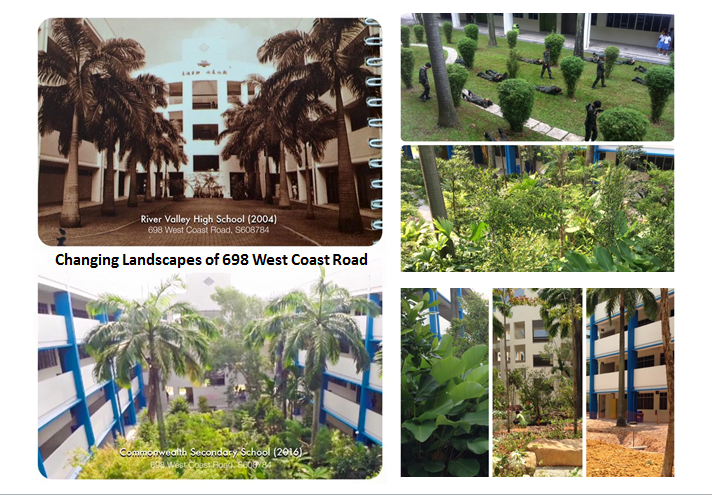 River Valley High School (2004)
698 West Coast Road, S608784
Changing Landscapes of 698 West Coast Road
Commonwealth Secondary School (2016)
698 West Coast Road, S608784